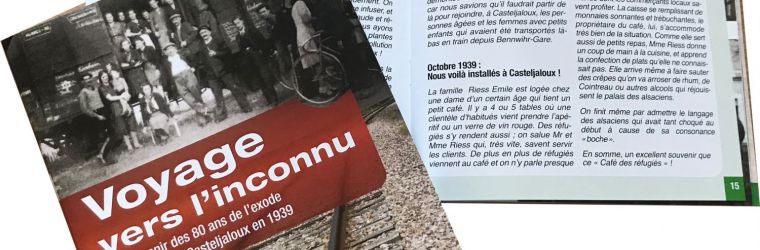 Voyage
vers l'inconnu
nir des 80 ans de l'exode
Casteljaloux en 1939
car nous savions qu'il faudrait partir de
là pour rejoindre, à Casteljaloux, les per-
sonnes âgées et les femmes avec petits
enfants qui avaient été transportés là-
bas en train depuis Bennwihr-Gare.
Octobre 1939 :
Nous voilà installés à Casteljaloux !
La famille Riess Emile est logée chez
une dame d'un certain âge qui tient un
petit café. Il y a 4 ou 5 tables où une
clientèle d'habitués vient prendre l'apé-
ritif ou un verre de vin rouge. Des réfu-
giés s'y rendent aussi ; on salue Mr et
Mme Riess qui, très vite, savent servir
les clients. De plus en plus de réfugiés
viennent au café et on n'y parle presque
vent profiter. La caisse se remplissant de
monnaies sonnantes et trébuchantes, le
propriétaire du café, lui, s'accommode
très bien de la situation. Comme elle sert
aussi de petits repas, Mme Riess donne
un coup de main à la cuisine, et apprend
la confection de plats qu'elle ne connais-
sait pas. Elle arrive même à faire sauter
des crêpes qu'on va arroser de rhum, de
Cointreau ou autres alcools qui réjouis-
sent le palais des alsaciens.
On finit même par admettre le langage
des alsaciens qui avait tant choqué au
début à cause de sa consonance
«boche».
En somme, un excellent souvenir que
ce « Café des réfugiés » !
15